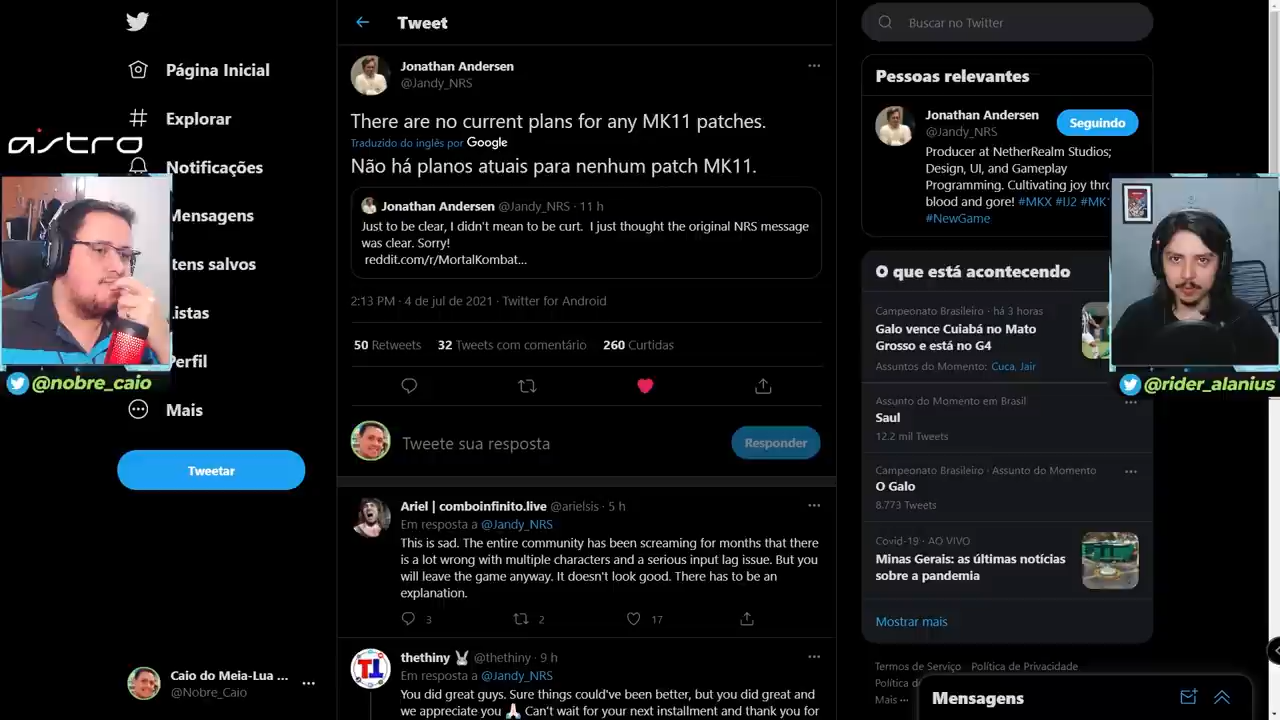 Página Inicial
Explorar
astro
Notificações
Mensagens
Itens salvos
Listas
Perfil
@nobre_caio
Mais
Tweetar
Caio do Meia-Lua ...
@Nobre_Caio
Tweet
Jonathan Andersen
@Jandy_NRS
There are no current plans for any MK11 patches.
Traduzido do inglês por Google
Não há planos atuais para nenhum patch MK11.
Jonathan Andersen @Jandy_NRS · 11 h
Just to be clear, I didn't mean to be curt. I just thought the original NRS message
was clear. Sorry!
reddit.com/r/MortalKombat...
2:13 PM · 4 de jul de 2021 · Twitter for Android
50 Retweets 32 Tweets com comentário 260 Curtidas
Tweete sua resposta
Responder
Ariel | comboinfinito.live @arielsis · 5 h
Em resposta a @Jandy_NRS
This is sad. The entire community has been screaming for months that there
is a lot wrong with multiple characters and a serious input lag issue. But you
will leave the game anyway. It doesn't look good. There has to be an
explanation.
3 2 17
thethiny @thethiny · 9 h
Em resposta a @Jandy_NRS
You did great guys. Sure things could've been better, but you did great and
we appreciate you 🙏 Can't wait for your next installment and thank you for
Buscar no Twitter
Pessoas relevantes
Jonathan Andersen
@Jandy_NRS
Seguindo
Producer at NetherRealm Studios;
Design, UI, and Gameplay
Programming. Cultivating joy thr
blood and gore! #MKX #IJ2 #MK
#NewGame
O que está acontecendo
Campeonato Brasileiro · há 3 horas
Galo vence Cuiabá no Mato
Grosso e está no G4
Assuntos do Momento: Cuca, Jair
@rider_alanius
Assunto do Momento em Brasil
Saul
12.2 mil Tweets
Campeonato Brasileiro · Assunto do Momento
O Galo
8.773 Tweets
Covid-19 · AO VIVO
Minas Gerais: as últimas notícias
sobre a pandemia
Mostrar mais
Termos de Serviço Política de Privacidade
Política d
Mais ···
Mensagens